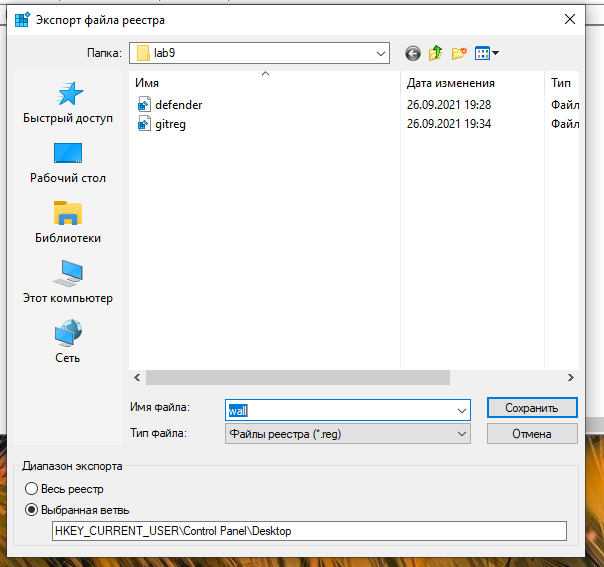 Экспорт файла реестра
Папка: lab9
Имя Дата изменения Тип
defender 26.09.2021 19:28 Файл
gitreg 26.09.2021 19:34 Файл
Быстрый доступ
Рабочий стол
Библиотеки
Этот компьютер
Сеть
Имя файла: wall Сохранить
Тип файла: Файлы реестра (*.reg) Отмена
Диапазон экспорта
Весь реестр
Выбранная ветвь
HKEY_CURRENT_USER\Control Panel\Desktop